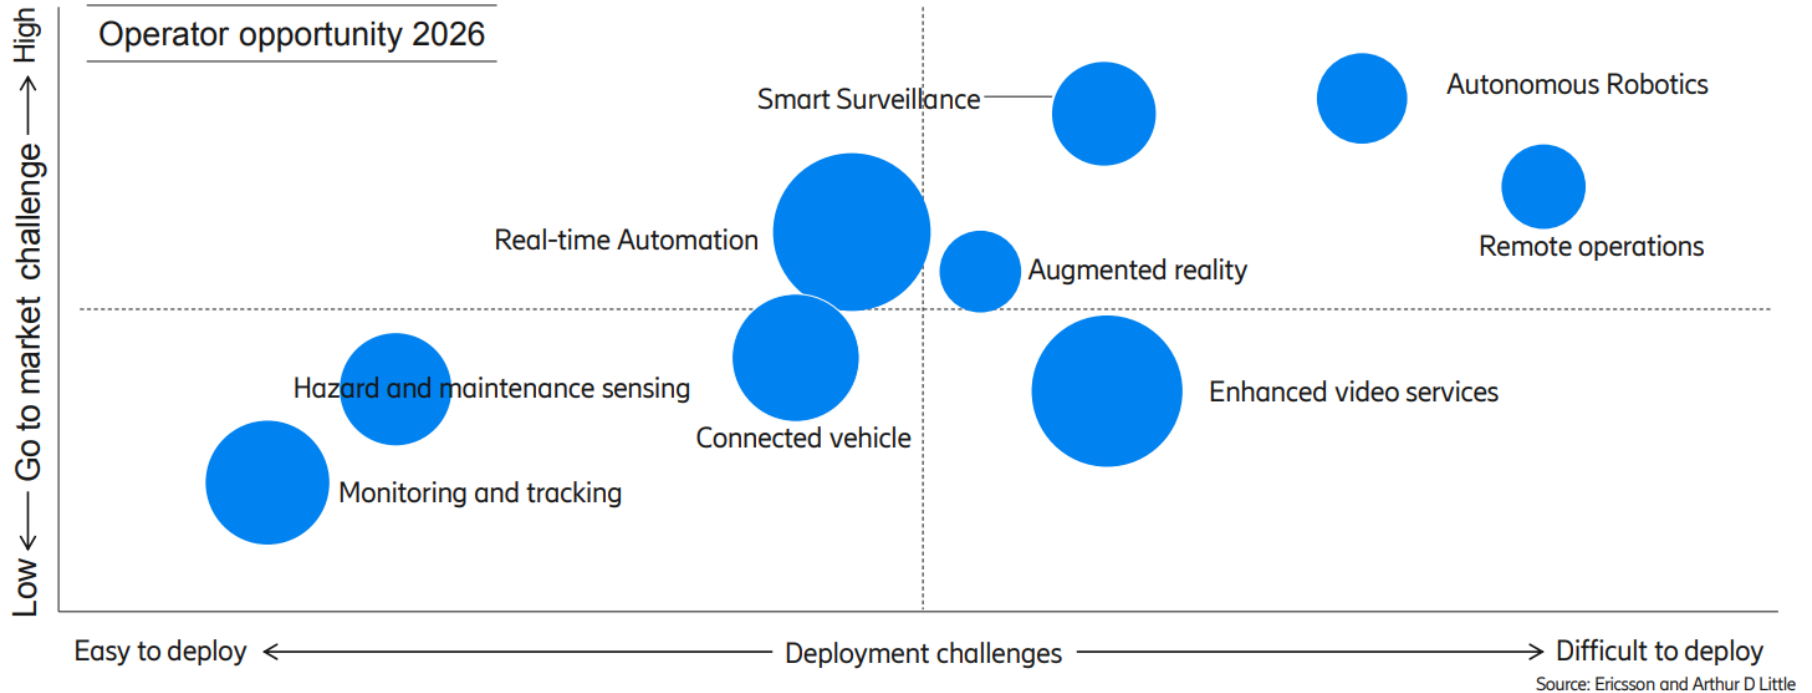 Operator opportunity 2026
Low ← Go to market challenge → High
Smart Surveillance
Autonomous Robotics
Real-time Automation
Augmented reality
Remote operations
Hazard and maintenance sensing
Connected vehicle
Enhanced video services
Monitoring and tracking
Easy to deploy ← Deployment challenges → Difficult to deploy
Source: Ericsson and Arthur D Little